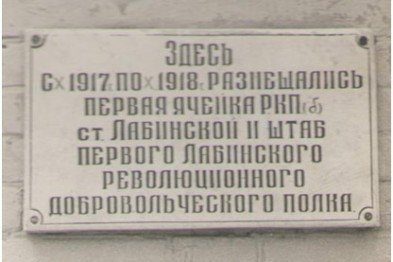 ЗДЕСЬ
С X 1917 г. ПО X 1918 г. РАЗМЕЩАЛИСЬ
ПЕРВАЯ ЯЧЕЙКА РКП(б)
ст. ЛАБИНСКОЙ И ШТАБ
ПЕРВОГО ЛАБИНСКОГО
РЕВОЛЮЦИОННОГО
ДОБРОВОЛЬЧЕСКОГО ПОЛКА